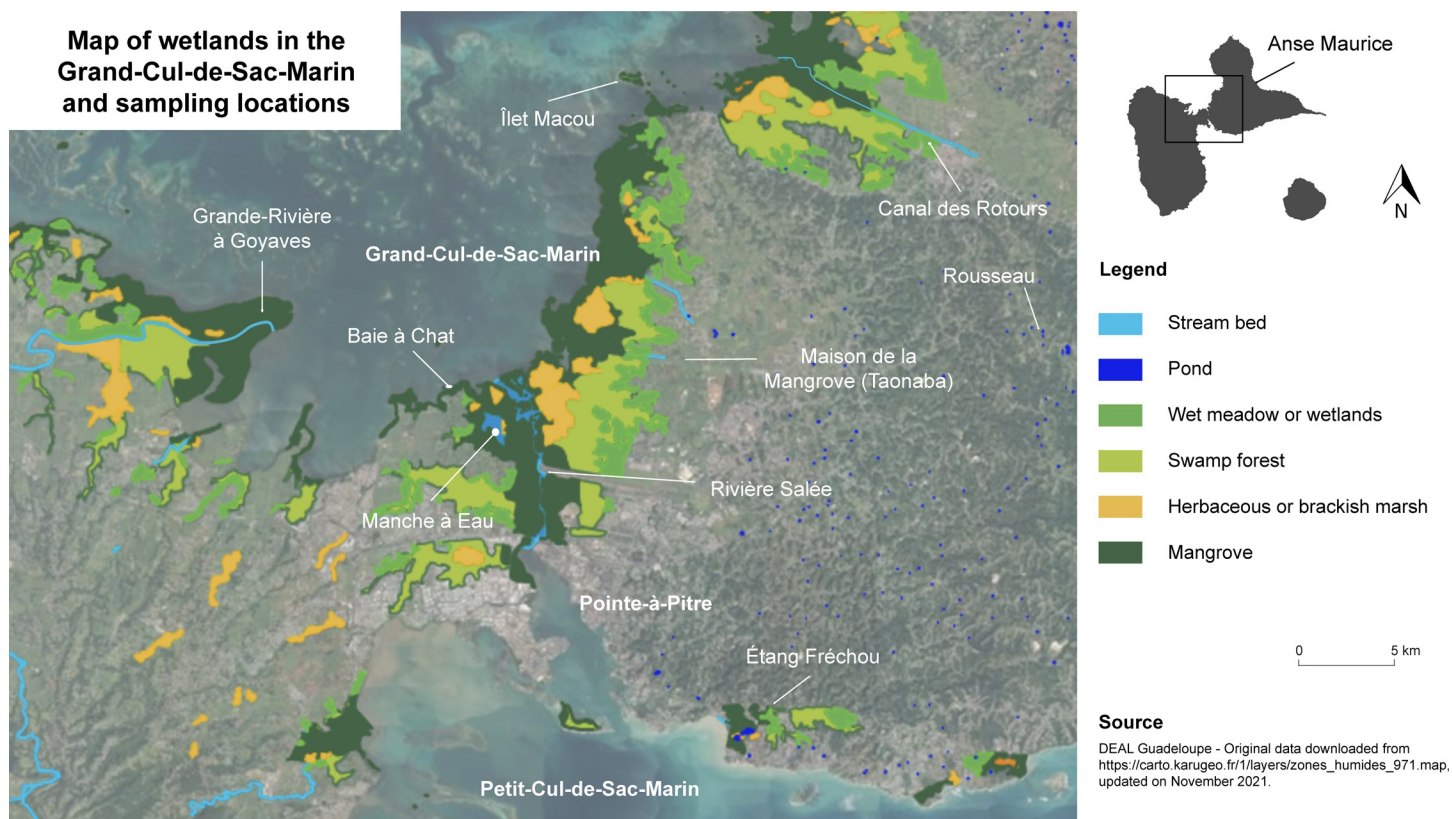 Map of wetlands in the
Grand-Cul-de-Sac-Marin
and sampling locations
Anse Maurice
Îlet Macou
Canal des Rotours
N
Grande-Rivière
à Goyaves
Grand-Cul-de-Sac-Marin
Rousseau
Baie à Chat
Maison de la
Mangrove (Taonaba)
Rivière Salée
Manche à Eau
Pointe-à-Pitre
Étang Fréchou
Petit-Cul-de-Sac-Marin
Legend
Stream bed
Pond
Wet meadow or wetlands
Swamp forest
Herbaceous or brackish marsh
Mangrove
0 5 km
Source
DEAL Guadeloupe - Original data downloaded from
https://carto.karugeo.fr/1/layers/zones_humides_971.map,
updated on November 2021.